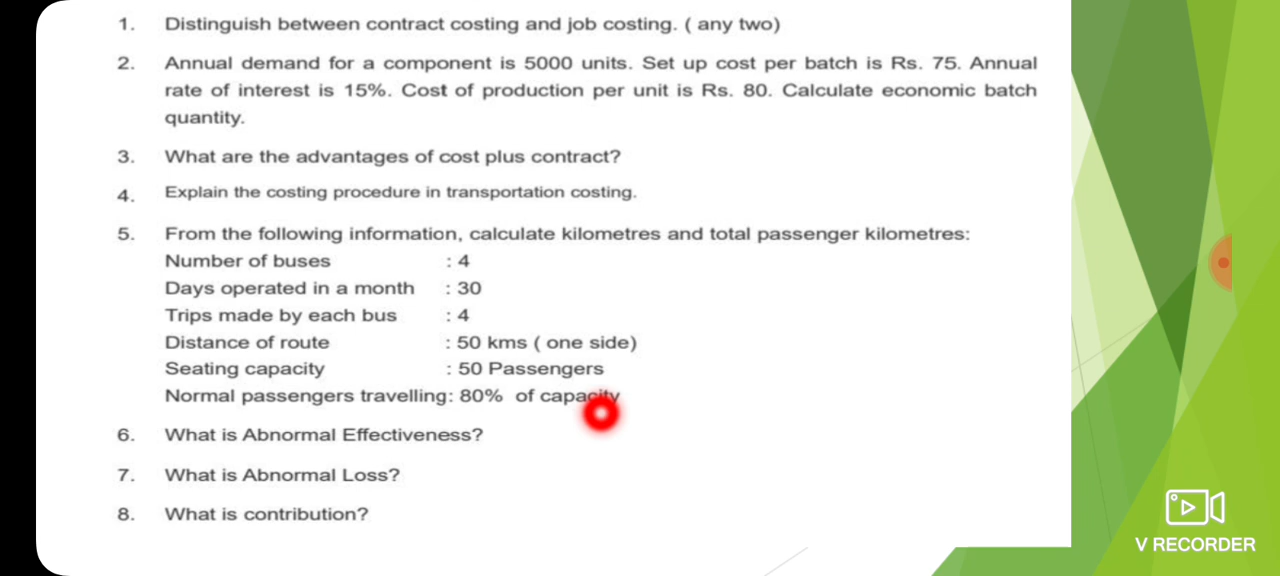 1. Distinguish between contract costing and job costing. ( any two)
2. Annual demand for a component is 5000 units. Set up cost per batch is Rs. 75. Annual
rate of interest is 15%. Cost of production per unit is Rs. 80. Calculate economic batch
quantity.
3. What are the advantages of cost plus contract?
4. Explain the costing procedure in transportation costing.
5. From the following information, calculate kilometres and total passenger kilometres:
Number of buses : 4
Days operated in a month : 30
Trips made by each bus : 4
Distance of route : 50 kms ( one side)
Seating capacity : 50 Passengers
Normal passengers travelling: 80% of capacity
6. What is Abnormal Effectiveness?
7. What is Abnormal Loss?
8. What is contribution?
V RECORDER